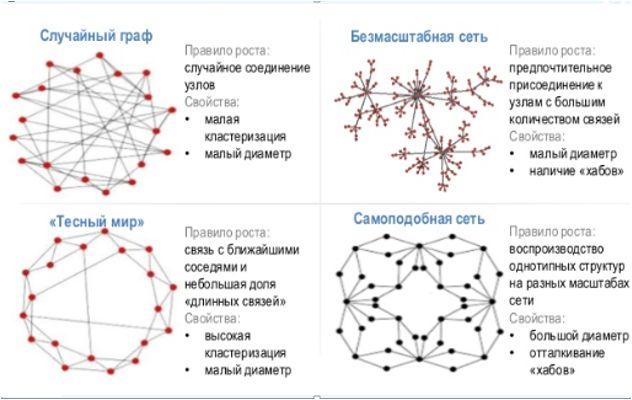 Случайный граф
Правило роста:
случайное соединение
узлов
Свойства:
• малая
кластеризация
• малый диаметр
Безмасштабная сеть
Правило роста:
предпочтительное
присоединение к
узлам с большим
количеством связей
Свойства:
• малый диаметр
• наличие «хабов»
«Тесный мир»
Правило роста:
связь с ближайшими
соседями и
небольшая доля
«длинных связей»
Свойства:
• высокая
кластеризация
• малый диаметр
Самоподобная сеть
Правило роста:
воспроизводство
однотипных структур
на разных масштабах
сети
Свойства:
• большой диаметр
• отталкивание
«хабов»